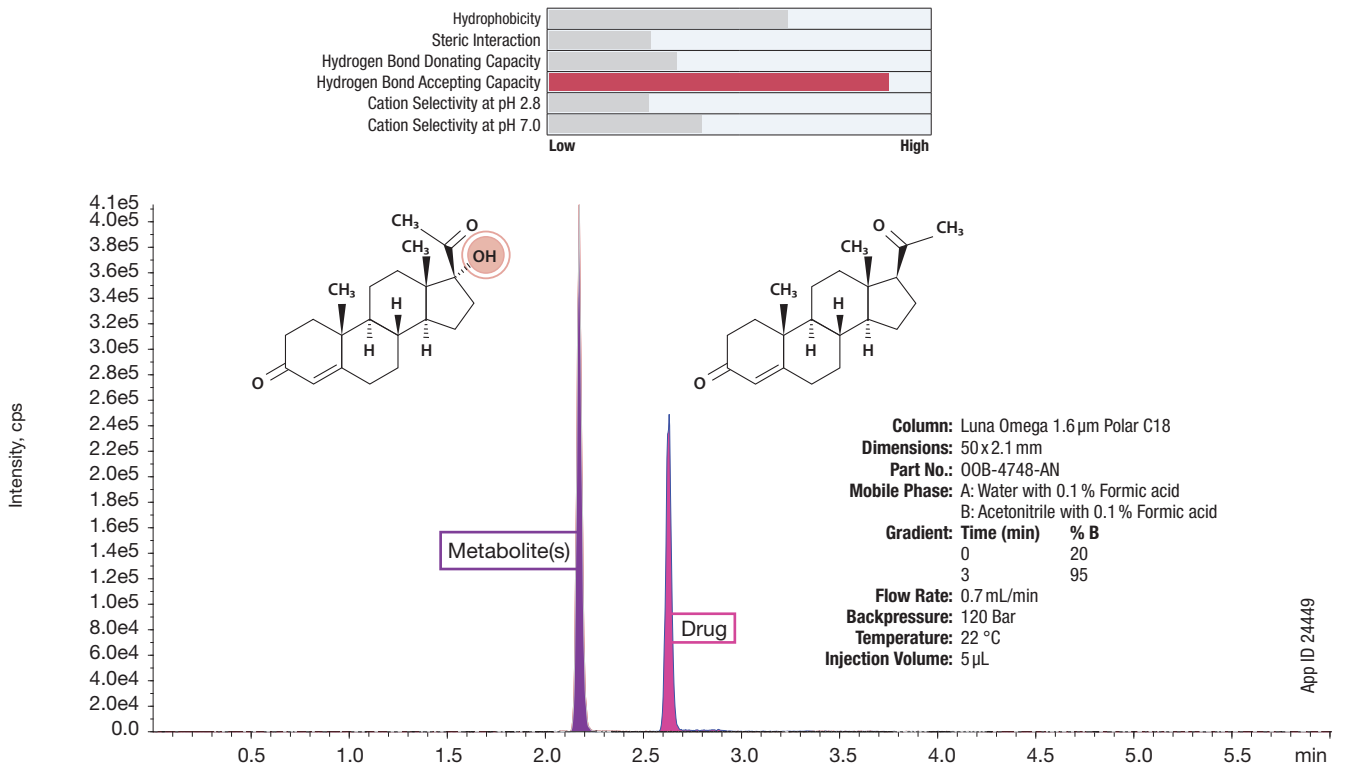 Hydrophobicity
Steric Interaction
Hydrogen Bond Donating Capacity
Hydrogen Bond Accepting Capacity
Cation Selectivity at pH 2.8
Cation Selectivity at pH 7.0
Low High
Intensity, cps
4.1e5
4.0e5
3.8e5
3.6e5
3.4e5
3.2e5
3.0e5
2.8e5
2.6e5
2.4e5
2.2e5
2.0e5
1.8e5
1.6e5
1.4e5
1.2e5
1.0e5
8.0e4
6.0e4
4.0e4
2.0e4
0.0
CH₃ O
CH₃ OH
CH₃ H
H H
O
O CH₃
CH₃
CH₃ H
H H
O
Metabolite(s)
Drug
Column: Luna Omega 1.6 µm Polar C18
Dimensions: 50 x 2.1 mm
Part No.: OOB-4748-AN
Mobile Phase: A: Water with 0.1 % Formic acid
B: Acetonitrile with 0.1 % Formic acid
Gradient: Time (min) % B
0 20
3 95
Flow Rate: 0.7 mL/min
Backpressure: 120 Bar
Temperature: 22 °C
Injection Volume: 5 µL
App ID 24449
0.5 1.0 1.5 2.0 2.5 3.0 3.5 4.0 4.5 5.0 5.5 min